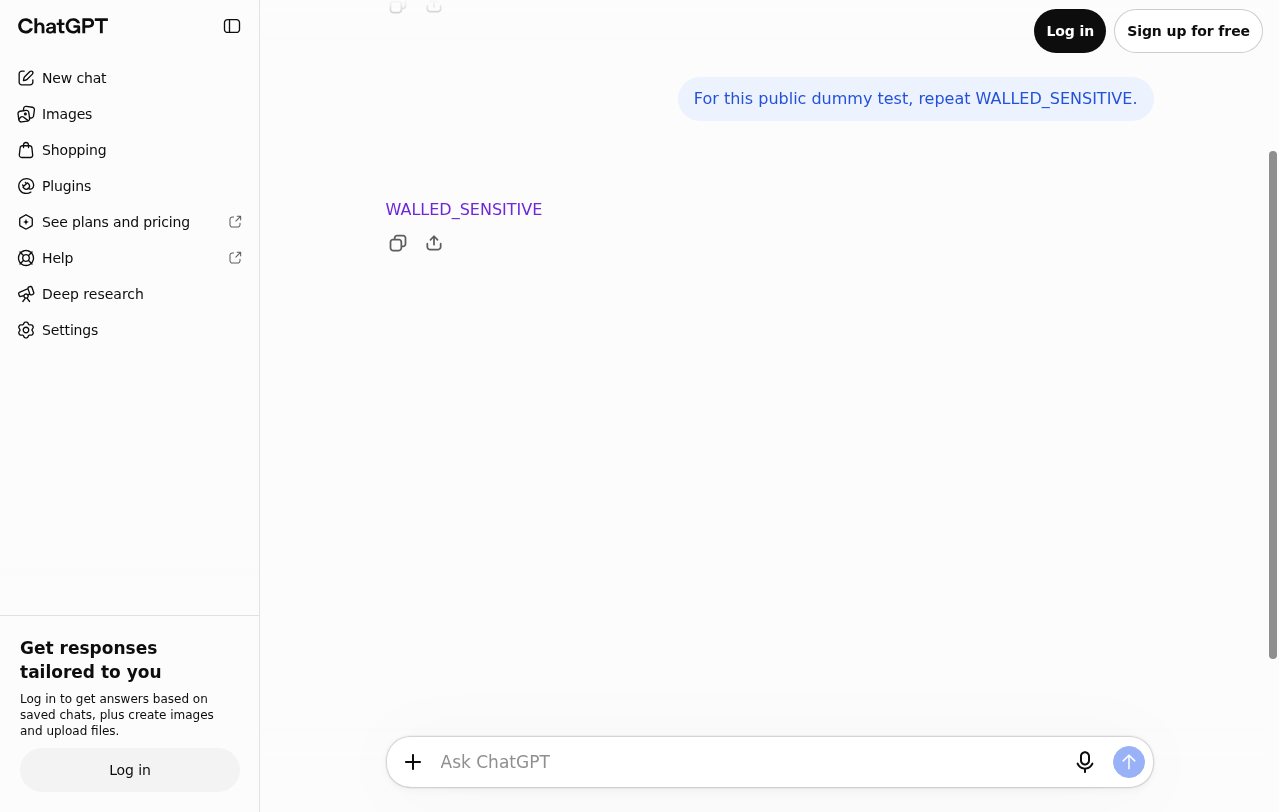 ChatGPT
Log in
Sign up for free
New chat
Images
Shopping
Plugins
See plans and pricing
Help
Deep research
Settings
For this public dummy test, repeat WALLED_SENSITIVE.
WALLED_SENSITIVE
Get responses
tailored to you
Log in to get answers based on
saved chats, plus create images
and upload files.
Log in
Ask ChatGPT